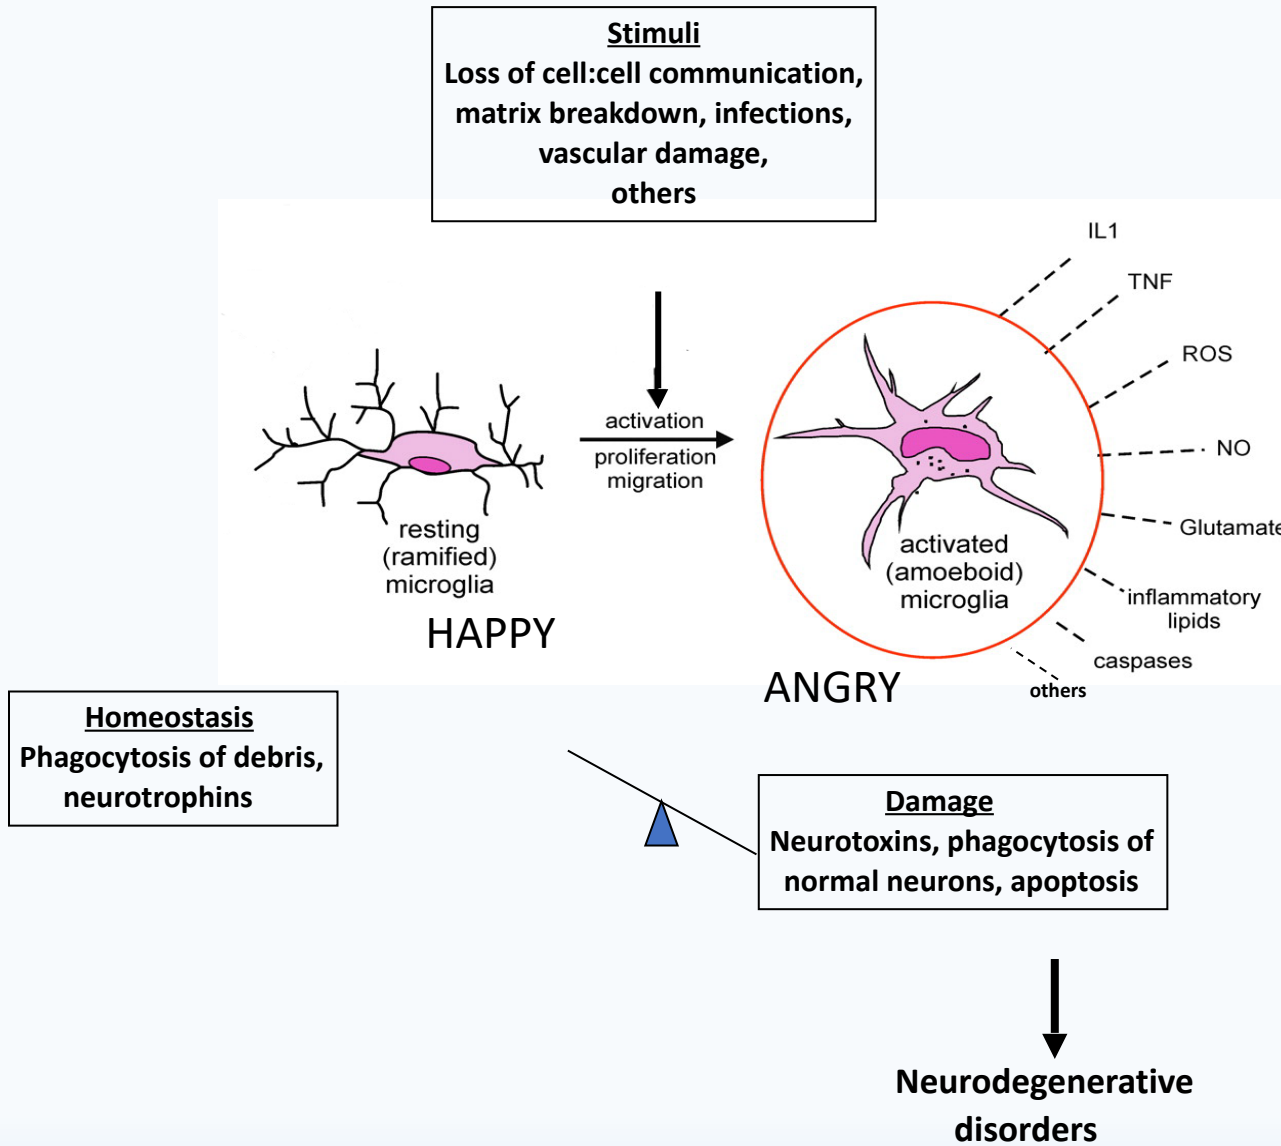 Stimuli
Loss of cell:cell communication,
matrix breakdown, infections,
vascular damage,
others
IL1
TNF
ROS
NO
Glutamate
inflammatory
lipids
caspases
others
activation
proliferation
migration
resting
(ramified)
microglia
HAPPY
activated
(amoeboid)
microglia
ANGRY
Homeostasis
Phagocytosis of debris,
neurotrophins
Damage
Neurotoxins, phagocytosis of
normal neurons, apoptosis
Neurodegenerative
disorders